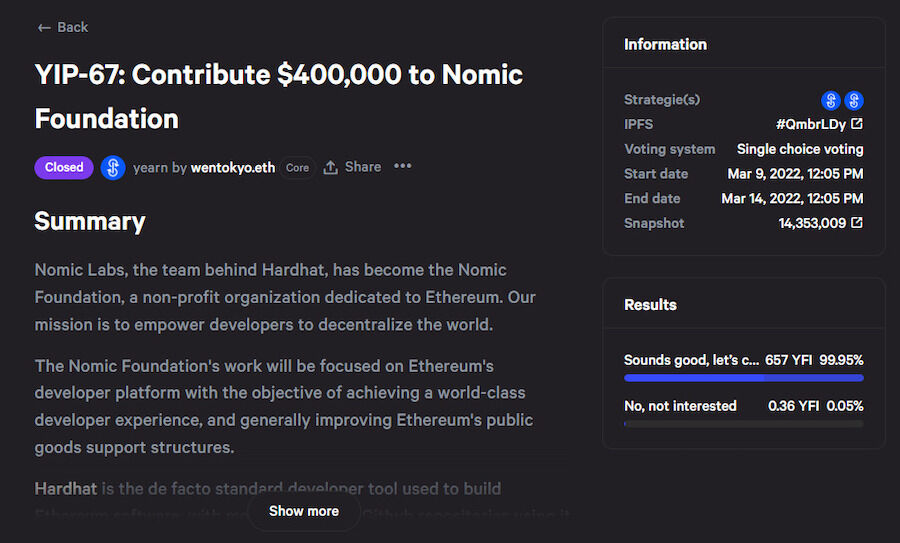 ← Back
YIP-67: Contribute $400,000 to Nomic
Foundation
Closed yearn by wentokyo.eth Core Share •••
Summary
Nomic Labs, the team behind Hardhat, has become the Nomic
Foundation, a non-profit organization dedicated to Ethereum. Our
mission is to empower developers to decentralize the world.
The Nomic Foundation's work will be focused on Ethereum's
developer platform with the objective of achieving a world-class
developer experience, and generally improving Ethereum's public
goods support structures.
Hardhat is the de facto standard developer tool used to build
Ethereum software, with
Show more
Information
Strategie(s)
IPFS #QmbrLDy
Voting system Single choice voting
Start date Mar 9, 2022, 12:05 PM
End date Mar 14, 2022, 12:05 PM
Snapshot 14,353,009
Results
Sounds good, let's c... 657 YFI 99.95%
No, not interested 0.36 YFI 0.05%